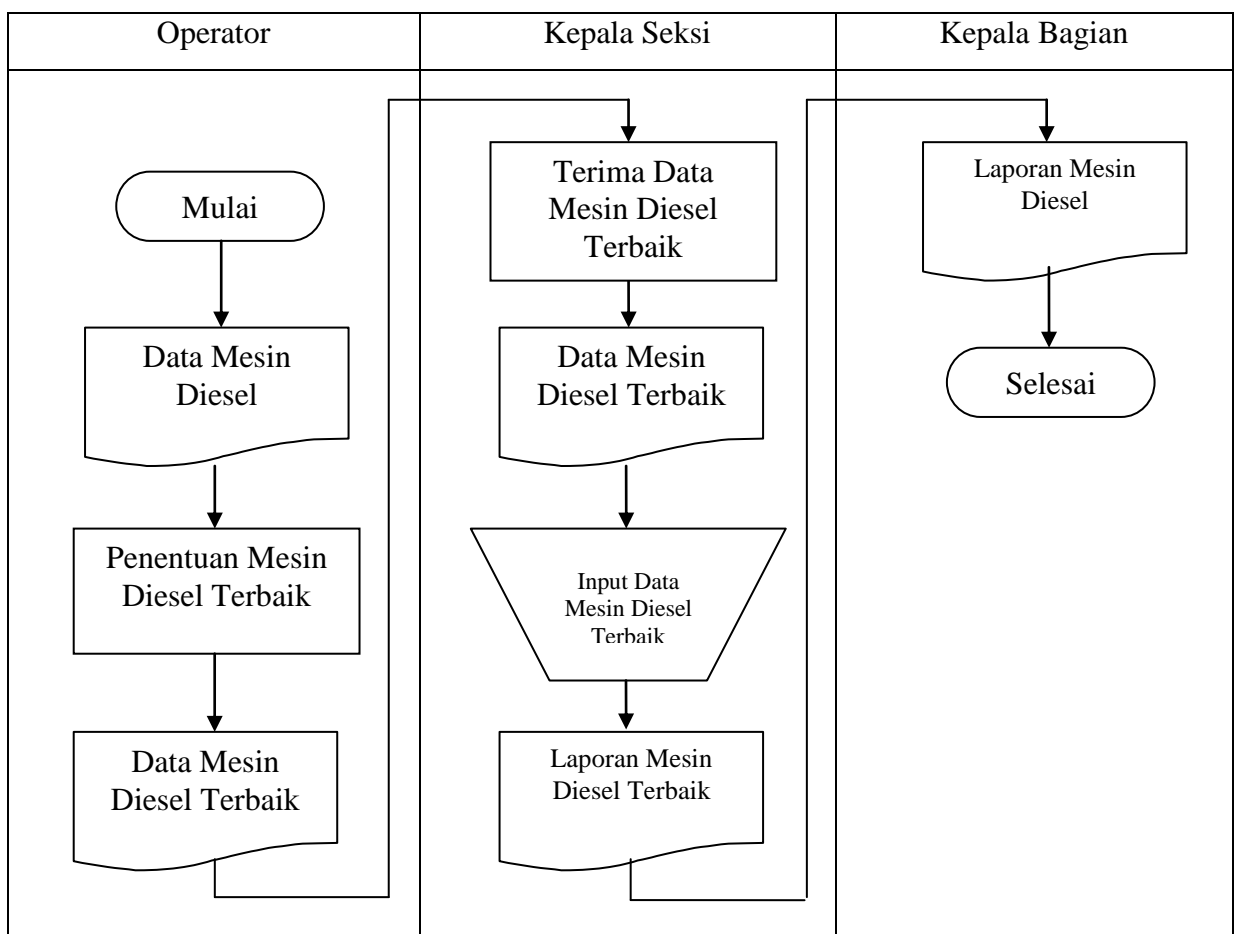 Operator
Kepala Seksi
Kepala Bagian
Mulai
Data Mesin
Diesel
Penentuan Mesin
Diesel Terbaik
Data Mesin
Diesel Terbaik
Terima Data
Mesin Diesel
Terbaik
Data Mesin
Diesel Terbaik
Input Data
Mesin Diesel
Terbaik
Laporan Mesin
Diesel Terbaik
Laporan Mesin
Diesel
Selesai